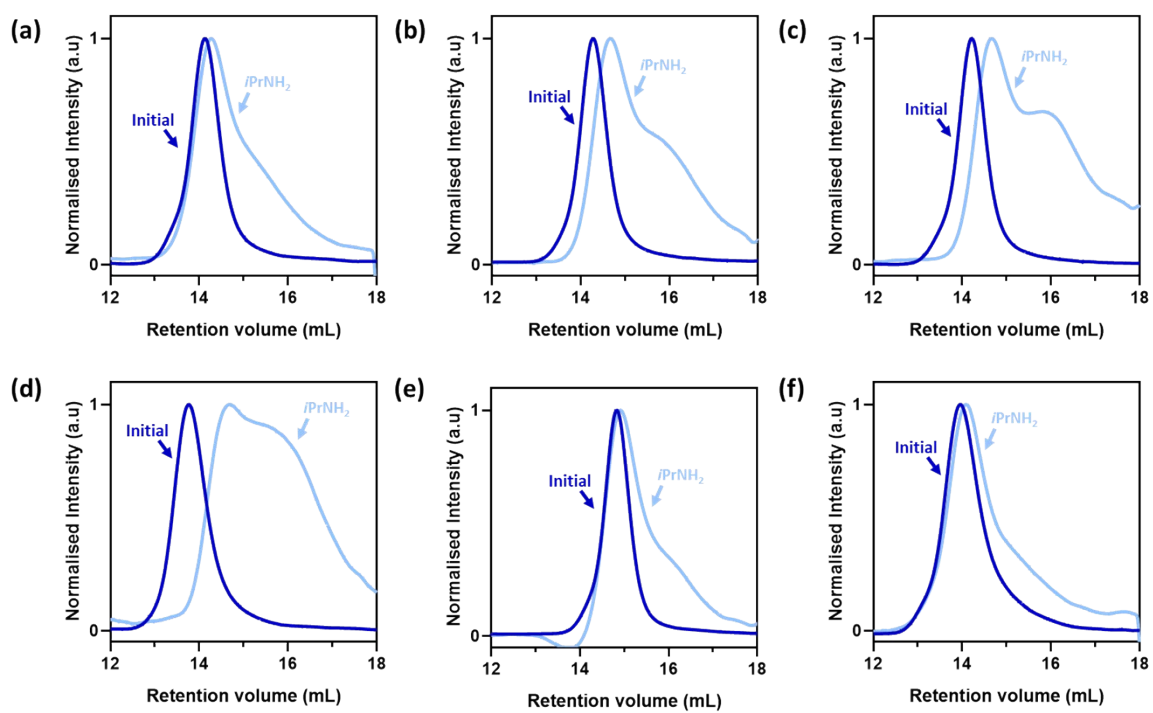 (a)
Normalised Intensity (a.u)
1
0
Initial
iPrNH₂
12
14
16
18
Retention volume (mL)
(b)
Normalised Intensity (a.u)
1
0
Initial
iPrNH₂
12
14
16
18
Retention volume (mL)
(c)
Normalised Intensity (a.u)
1
0
Initial
iPrNH₂
12
14
16
18
Retention volume (mL)
(d)
Normalised Intensity (a.u)
1
0
Initial
iPrNH₂
12
14
16
18
Retention volume (mL)
(e)
Normalised Intensity (a.u)
1
0
Initial
iPrNH₂
12
14
16
18
Retention volume (mL)
(f)
Normalised Intensity (a.u)
1
0
Initial
iPrNH₂
12
14
16
18
Retention volume (mL)